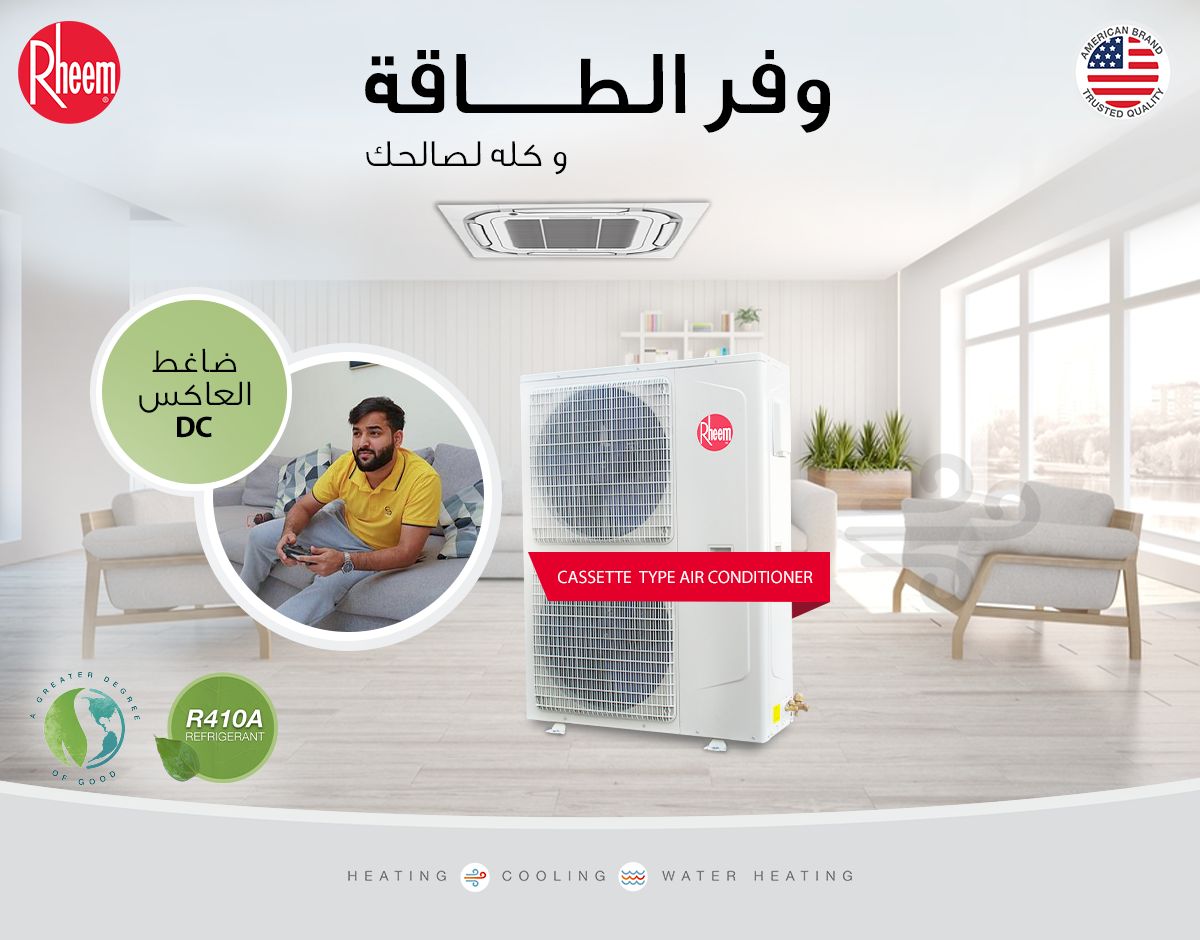 Rheem
وفر الطاقة
و كله لصالحك
AMERICAN BRAND
TRUSTED QUALITY
ضاغط
العاكس
DC
Rheem
CASSETTE TYPE AIR CONDITIONER
A GREATER DEGREE
OF GOOD
R410A
REFRIGERANT
HEATING COOLING WATER HEATING